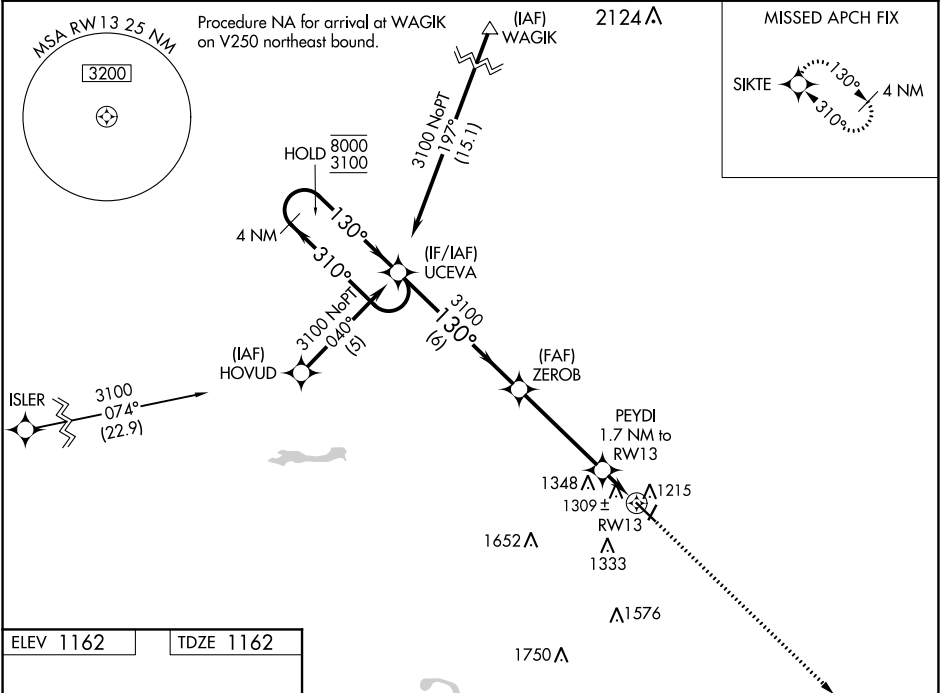 MSA RW 13 25 NM
3200
Procedure NA for arrival at WAGIK
on V250 northeast bound.
(IAF)
WAGIK
2124
MISSED APCH FIX
SIKTE
130°
310°
4 NM
3100 NoPT
197°
(15.1)
HOLD
8000
3100
4 NM
130°
310°
(IF/IAF)
UCEVA
3100 NoPT
040°
(5)
(IAF)
HOVUD
3100
130°
(6)
(FAF)
ZEROB
ISLER
3100
074°
(22.9)
PEYDI
1.7 NM to
RW13
1348
1309 ±
1215
RW13
1652
1333
1576
1750
ELEV 1162
TDZE 1162